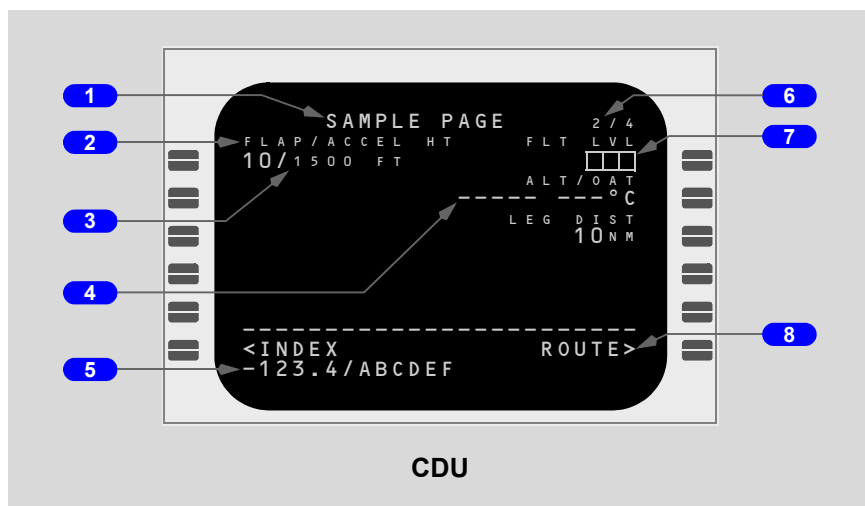 1
SAMPLE PAGE 2/4
6
2
FLAP/ACCEL HT FLT LVL
7
10/1500 FT
ALT/OAT
3
----- ---°C
LEG DIST
10NM
4
------------------------
8
<INDEX ROUTE>
5
-123.4/ABCDEF
CDU